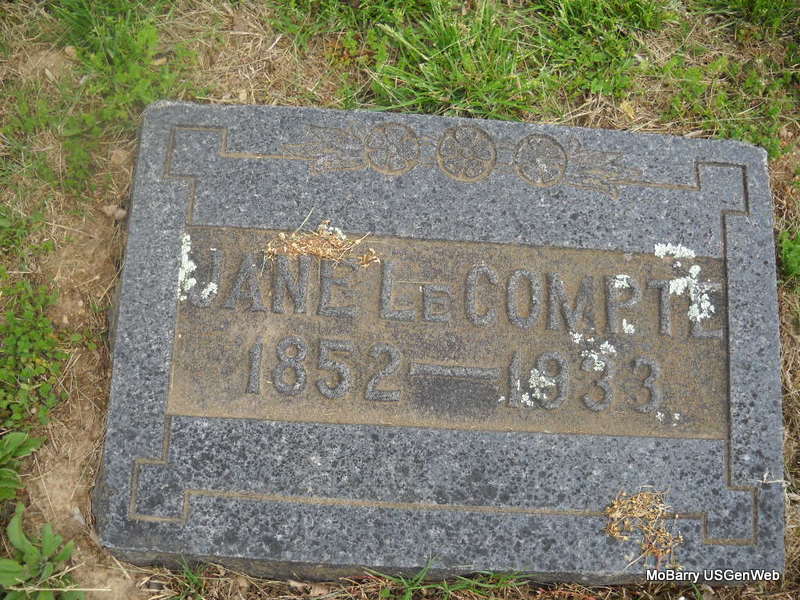 JANE LeCOMPTE
1852 — 1933
MoBarry USGenWeb